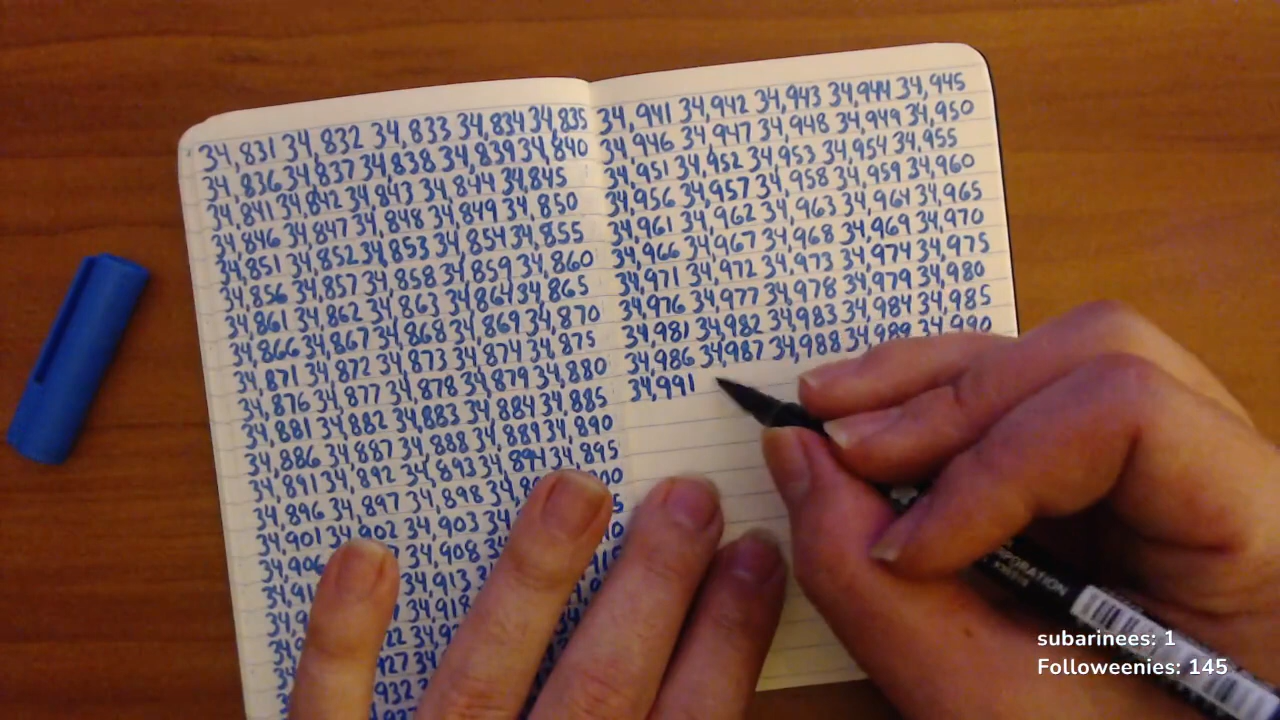 34,831 34,832 34,833 34,834 34,835
34,836 34,837 34,838 34,839 34,840
34,841 34,842 34,843 34,844 34,845
34,846 34,847 34,848 34,849 34,850
34,851 34,852 34,853 34,854 34,855
34,856 34,857 34,858 34,859 34,860
34,861 34,862 34,863 34,864 34,865
34,866 34,867 34,868 34,869 34,870
34,871 34,872 34,873 34,874 34,875
34,876 34,877 34,878 34,879 34,880
34,881 34,882 34,883 34,884 34,885
34,886 34,887 34,888 34,889 34,890
34,891 34,892 34,893 34,894 34,895
34,896 34,897 34,898
34,901 34,902 34,903
34,906 34,908
34,913
34,918
34,941 34,942 34,943 34,944 34,945
34,946 34,947 34,948 34,949 34,950
34,951 34,952 34,953 34,954 34,955
34,956 34,957 34,958 34,959 34,960
34,961 34,962 34,963 34,964 34,965
34,966 34,967 34,968 34,969 34,970
34,971 34,972 34,973 34,974 34,975
34,976 34,977 34,978 34,979 34,980
34,981 34,982 34,983 34,984 34,985
34,986 34,987 34,988 34,989 34,990
34,991
subarinees: 1
Followeenies: 145